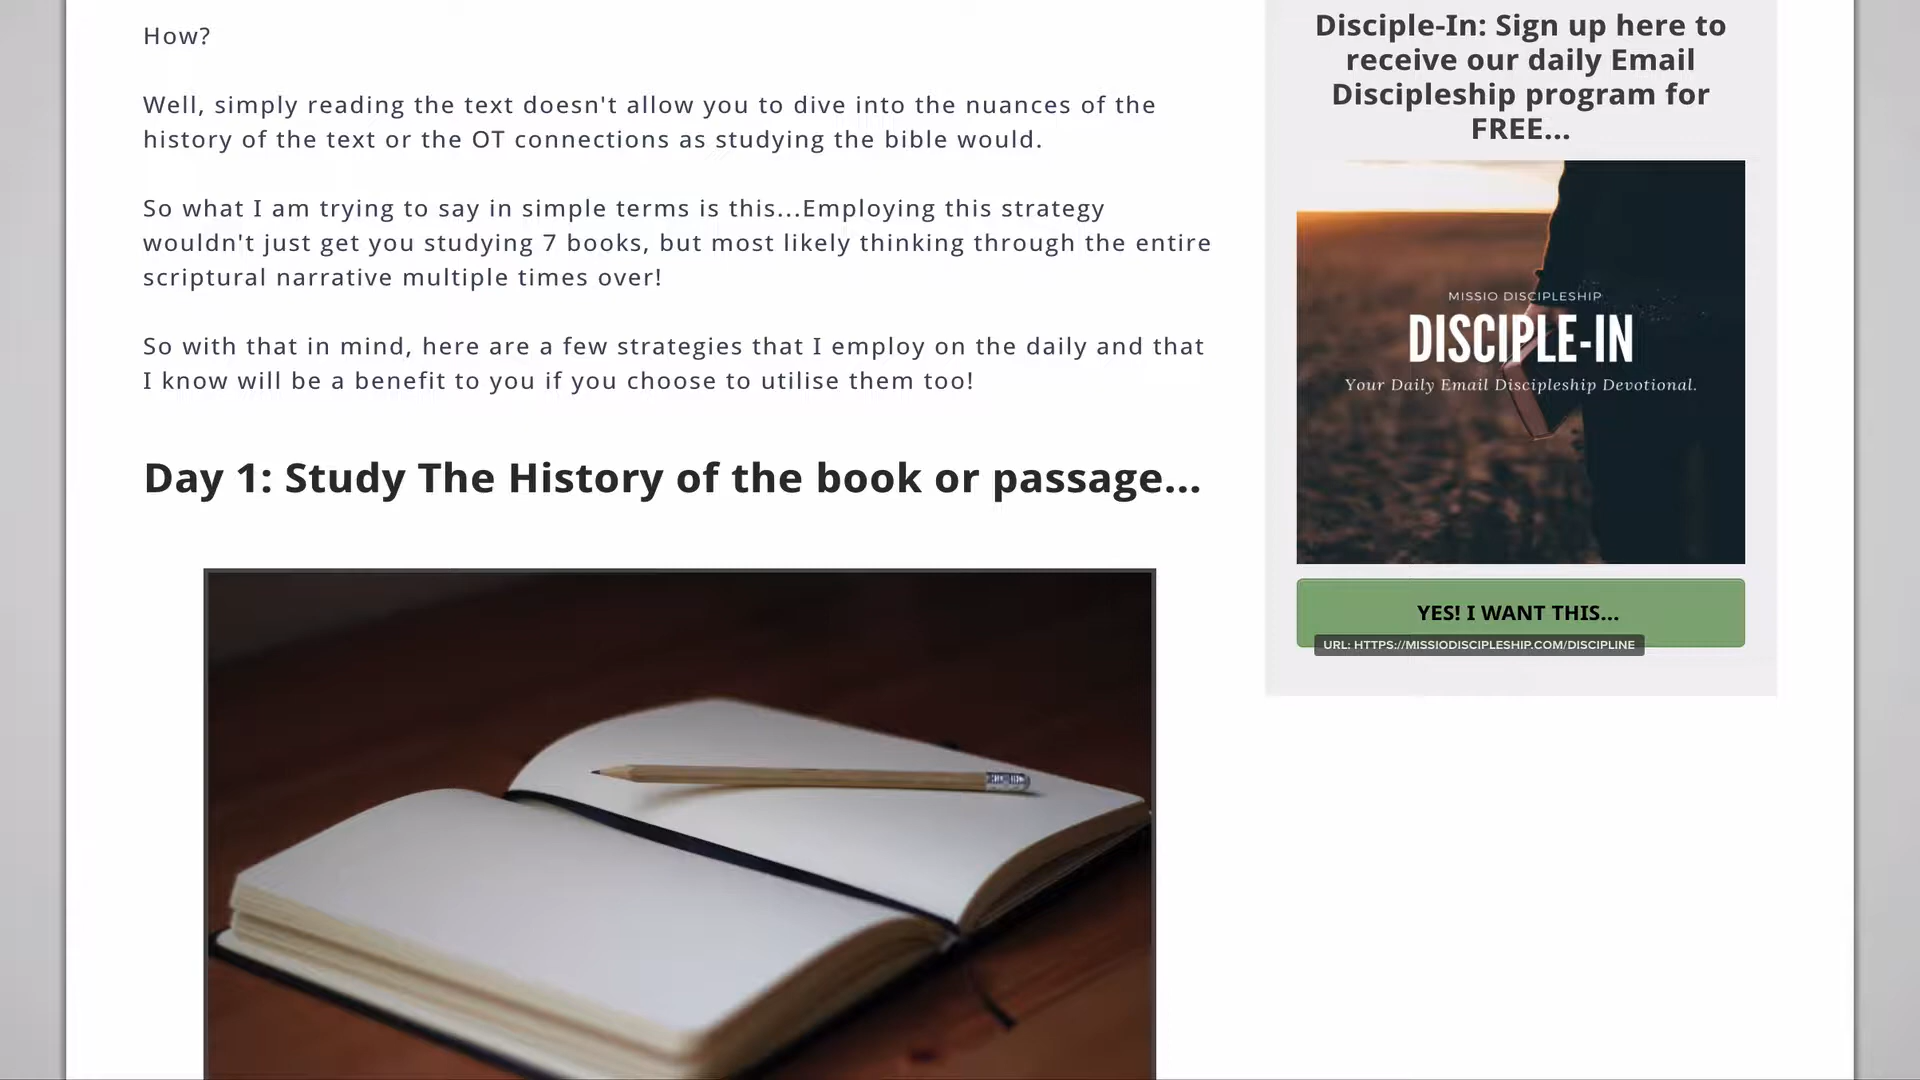 How?
Well, simply reading the text doesn't allow you to dive into the nuances of the
history of the text or the OT connections as studying the bible would.
So what I am trying to say in simple terms is this...Employing this strategy
wouldn't just get you studying 7 books, but most likely thinking through the entire
scriptural narrative multiple times over!
So with that in mind, here are a few strategies that I employ on the daily and that
I know will be a benefit to you if you choose to utilise them too!
Day 1: Study The History of the book or passage...
Disciple-In: Sign up here to
receive our daily Email
Discipleship program for
FREE...
MISSIO DISCIPLESHIP
DISCIPLE-IN
Your Daily Email Discipleship Devotional.
YES! I WANT THIS...
URL: HTTPS://MISSIODISCIPLESHIP.COM/DISCIPLINE